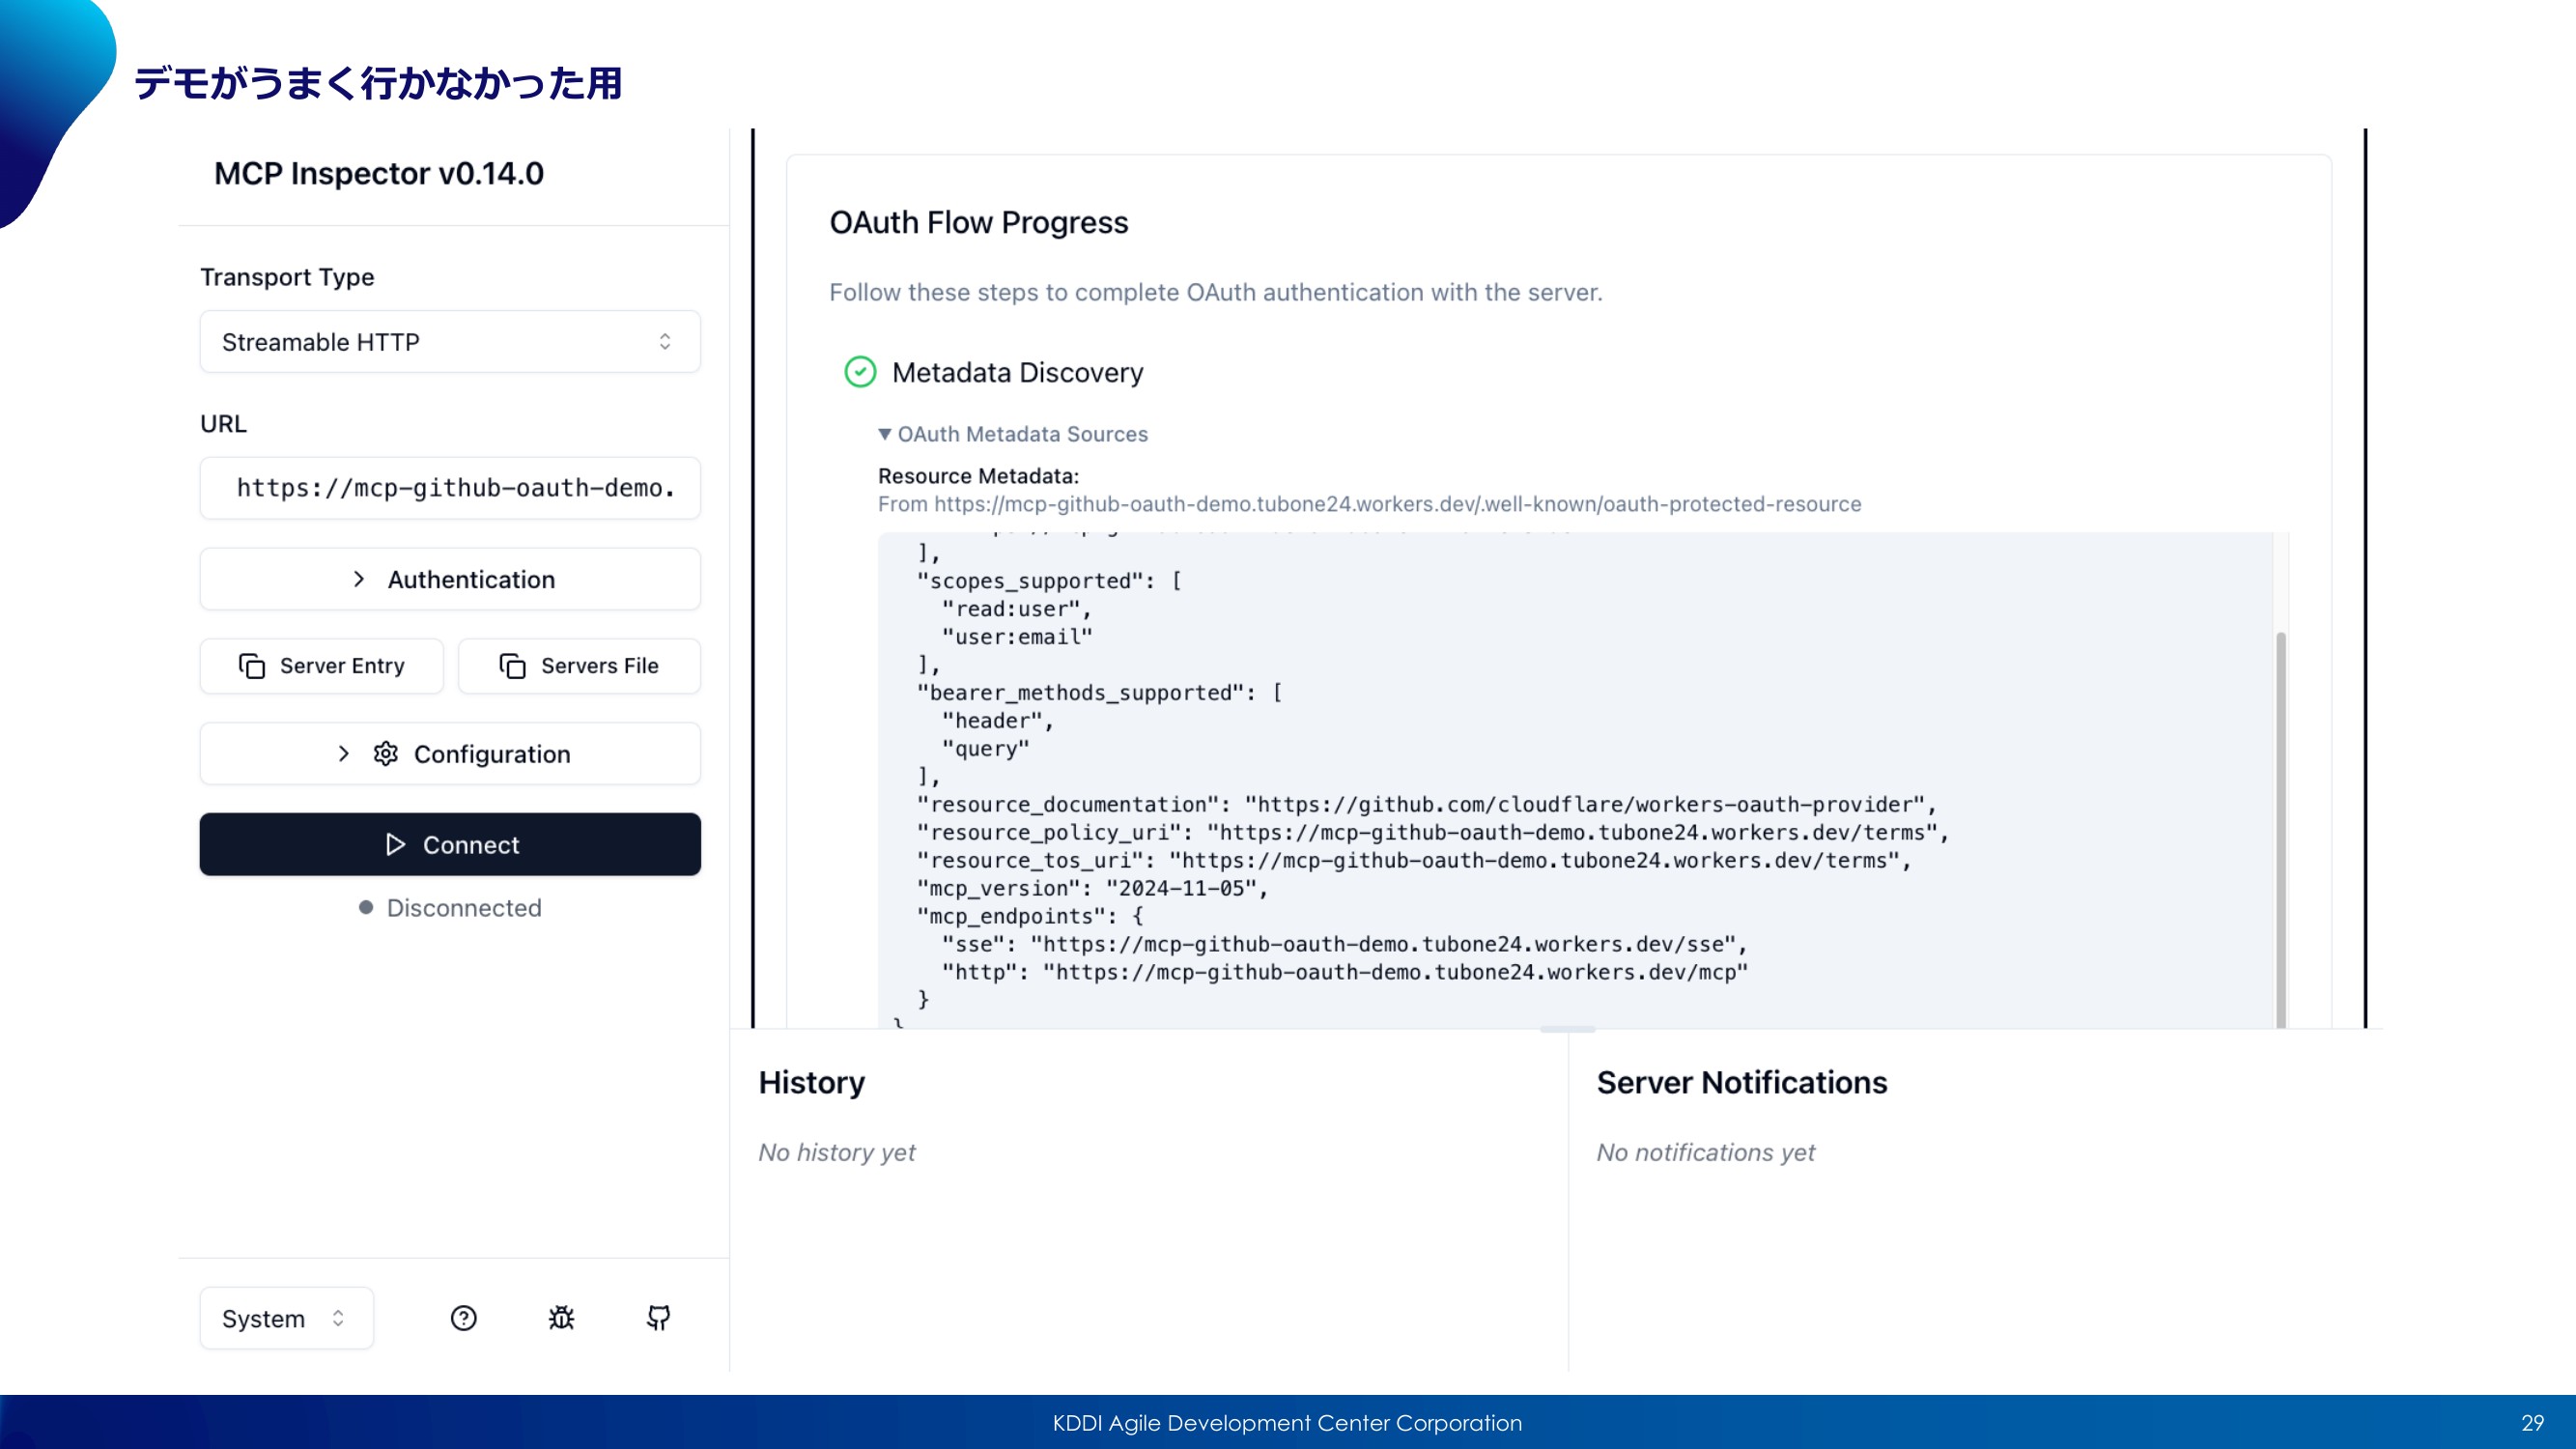 デモがうまく行かなかった用
MCP Inspector v0.14.0
Transport Type
Streamable HTTP
URL
https://mcp-github-oauth-demo.
Authentication
Server Entry
Servers File
Configuration
Connect
Disconnected
System
OAuth Flow Progress
Follow these steps to complete OAuth authentication with the server.
Metadata Discovery
▼ OAuth Metadata Sources
Resource Metadata:
From https://mcp-github-oauth-demo.tubone24.workers.dev/.well-known/oauth-protected-resource
],
"scopes_supported": [
"read:user",
"user:email"
],
"bearer_methods_supported": [
"header",
"query"
],
"resource_documentation": "https://github.com/cloudflare/workers-oauth-provider",
"resource_policy_uri": "https://mcp-github-oauth-demo.tubone24.workers.dev/terms",
"resource_tos_uri": "https://mcp-github-oauth-demo.tubone24.workers.dev/terms",
"mcp_version": "2024-11-05",
"mcp_endpoints": {
"sse": "https://mcp-github-oauth-demo.tubone24.workers.dev/sse",
"http": "https://mcp-github-oauth-demo.tubone24.workers.dev/mcp"
}
}
History
No history yet
Server Notifications
No notifications yet
KDDI Agile Development Center Corporation
29